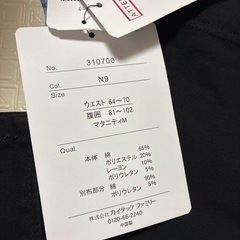 ATTE
No. 310700
Col. N9
Size
ウエスト 64~70
腹囲 81~102
マタニティM
Qual.
本体 綿 65%
ポリエステル 20%
レーヨン 10%
ポリウレタン 5%
別布部分 綿 95%
ポリウレタン 5%
株式会社カイタックファミリー
0120-66-2240
中国製